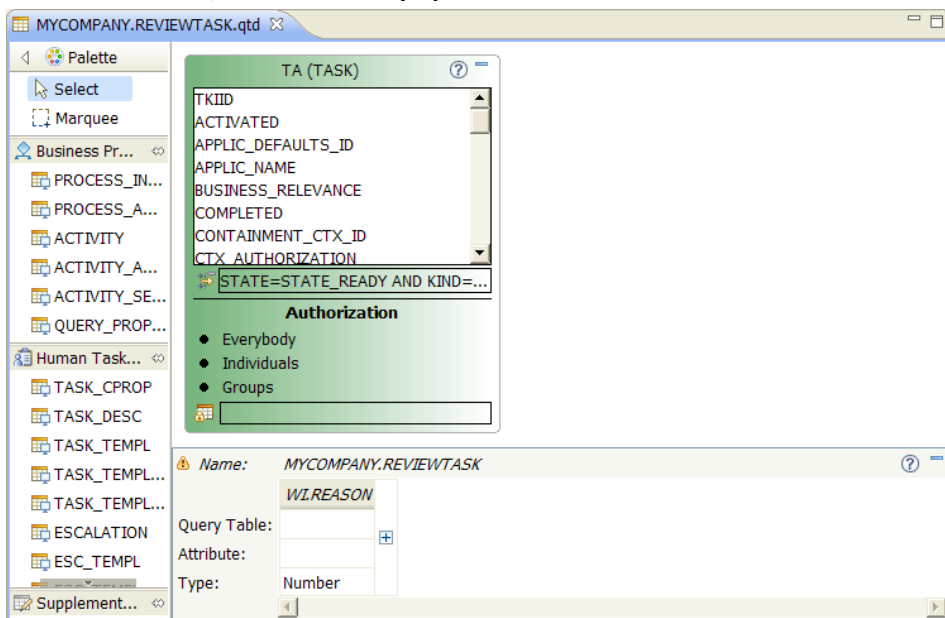 MYCOMPANY.REVIEWTASK.qtd
Palette
Select
Marquee
Business Pr...
PROCESS_IN...
PROCESS_A...
ACTIVITY
ACTIVITY_A...
ACTIVITY_SE...
QUERY_PROP...
Human Task...
TASK_CPROP
TASK_DESC
TASK_TEMPL
TASK_TEMPL...
TASK_TEMPL...
ESCALATION
ESC_TEMPL
Supplement...
TA (TASK)
TKIID
ACTIVATED
APPLIC_DEFAULTS_ID
APPLIC_NAME
BUSINESS_RELEVANCE
COMPLETED
CONTAINMENT_CTX_ID
CTX_AUTHORIZATION
STATE=STATE_READY AND KIND=...
Authorization
Everybody
Individuals
Groups
Name: MYCOMPANY.REVIEWTASK
WI.REASON
Query Table:
Attribute:
Type: Number